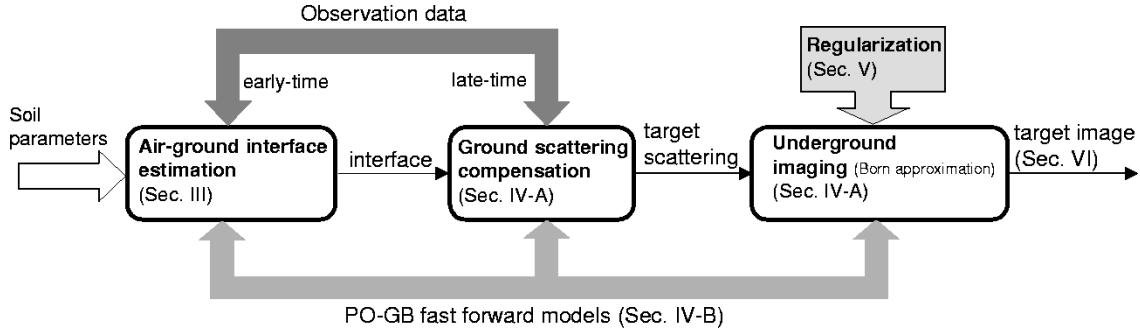 Observation data
Regularization
(Sec. V)
early-time
late-time
Soil
parameters
Air-ground interface
estimation
(Sec. III)
interface
Ground scattering
compensation
(Sec. IV-A)
target
scattering
Underground
imaging (Born approximation)
(Sec. IV-A)
target image
(Sec. VI)
PO-GB fast forward models (Sec. IV-B)